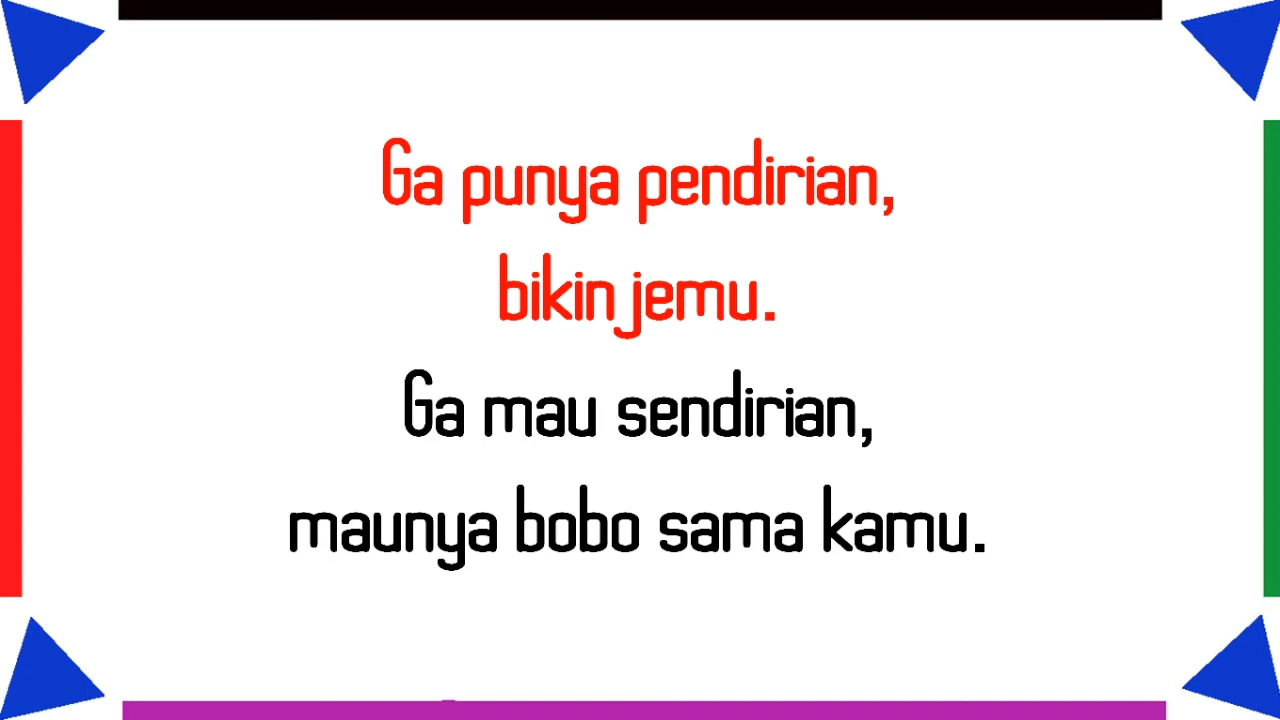 Ga punya pendirian,
bikin jemu.
Ga mau sendirian,
maunya bobo sama kamu.